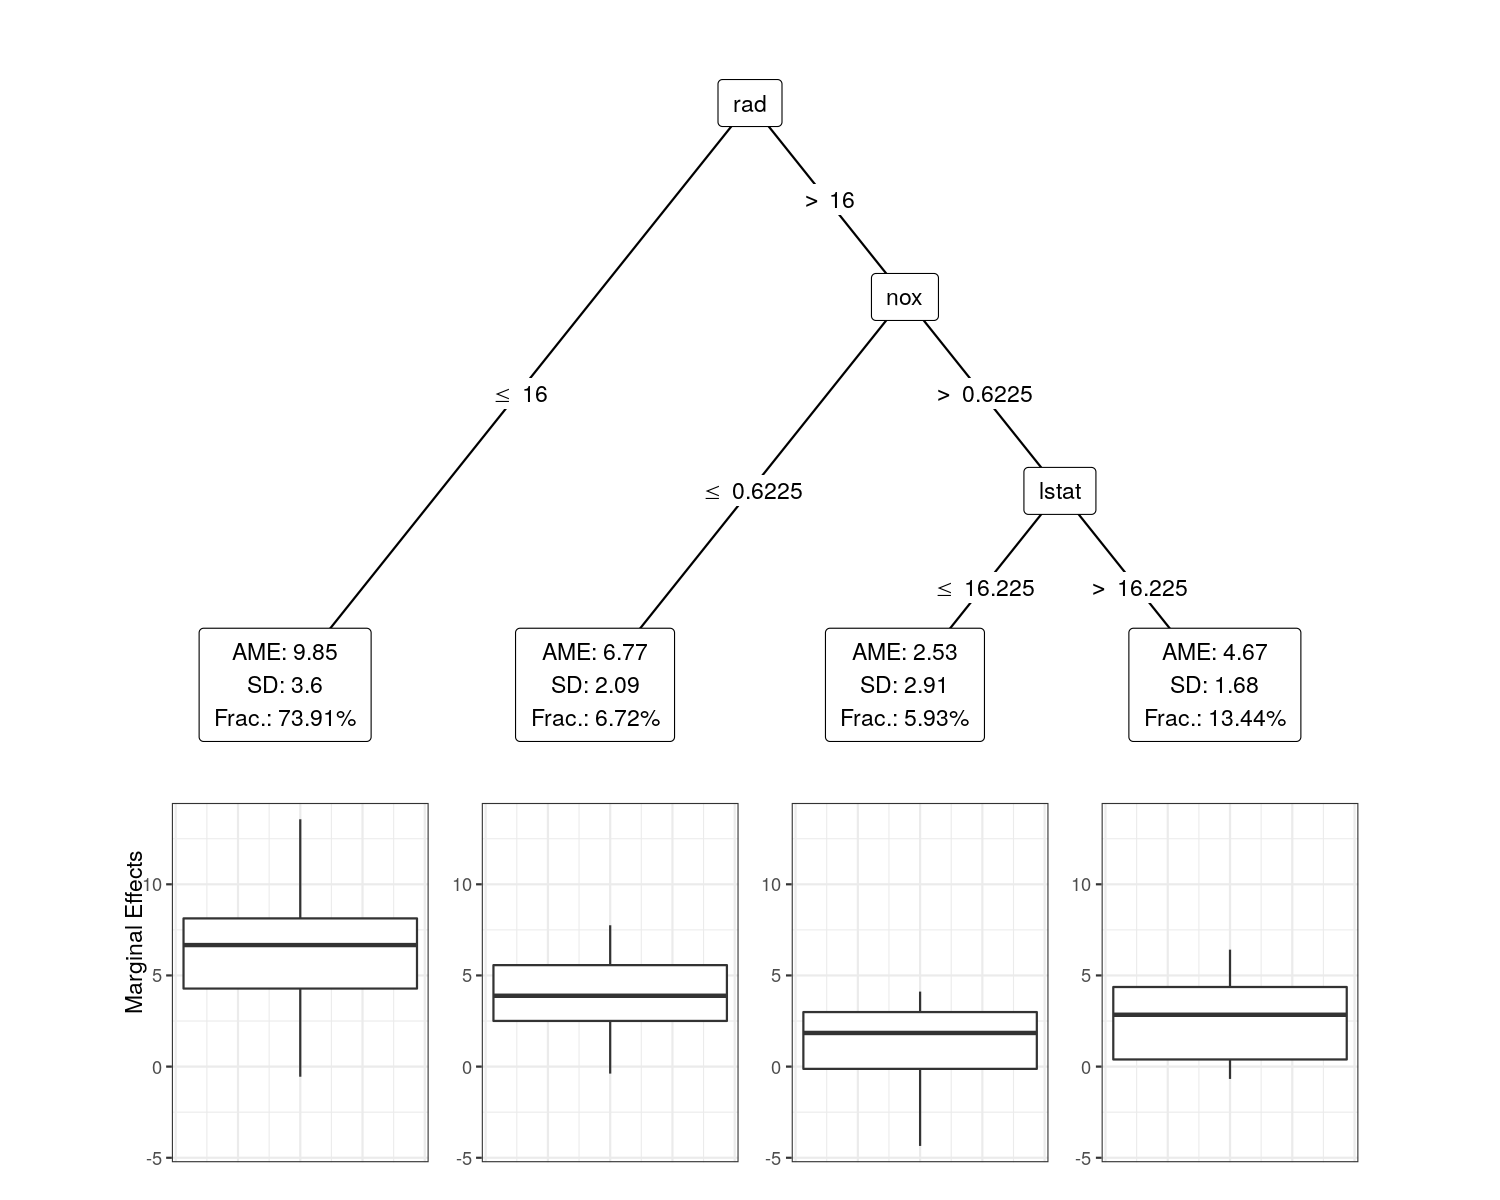 rad
> 16
nox
≤ 16
> 0.6225
≤ 0.6225
lstat
≤ 16.225
> 16.225
AME: 9.85
SD: 3.6
Frac.: 73.91%
AME: 6.77
SD: 2.09
Frac.: 6.72%
AME: 2.53
SD: 2.91
Frac.: 5.93%
AME: 4.67
SD: 1.68
Frac.: 13.44%
Marginal Effects
10
5
0
-5
10
5
0
-5
10
5
0
-5
10
5
0
-5